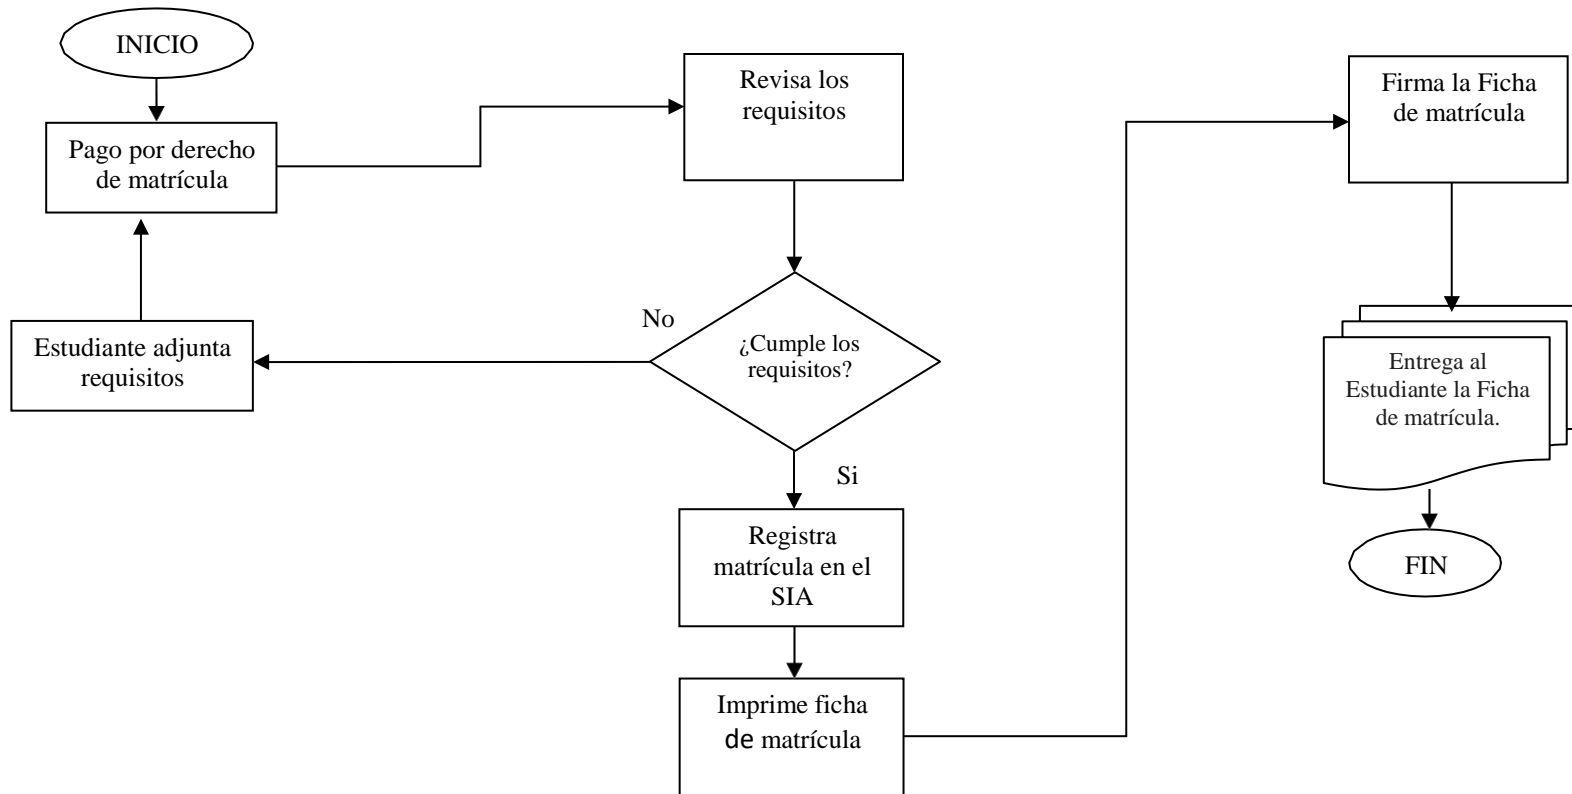 INICIO
Pago por derecho
de matrícula
Estudiante adjunta
requisitos
Revisa los
requisitos
No
¿Cumple los
requisitos?
Si
Registra
matrícula en el
SIA
Imprime ficha
de matrícula
Firma la Ficha
de matrícula
Entrega al
Estudiante la Ficha
de matrícula.
FIN